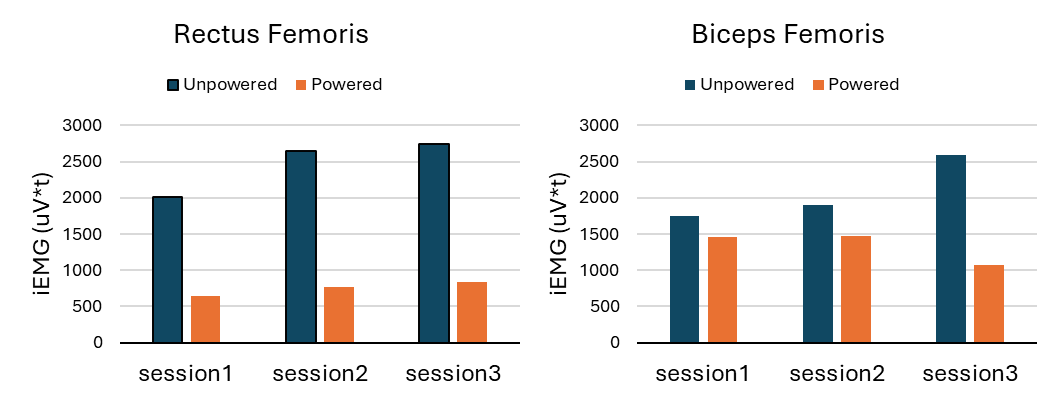 Rectus Femoris
Unpowered Powered
iEMG (uV*t)
3000
2500
2000
1500
1000
500
0
session1 session2 session3
Biceps Femoris
Unpowered Powered
iEMG (uV*t)
3000
2500
2000
1500
1000
500
0
session1 session2 session3